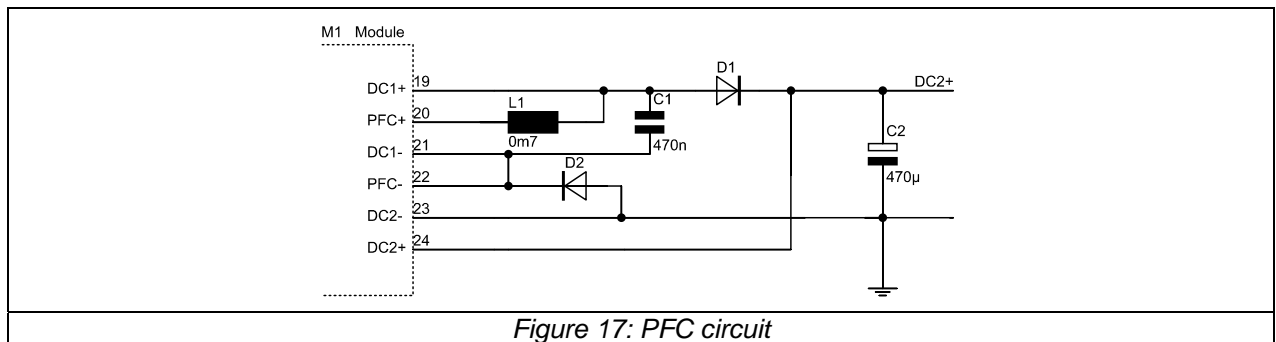 M1 Module
D1
DC1+ 19
DC2+
C1
PFC+ 20
L1
0m7
C2
DC1- 21
470n
D2
PFC- 22
470µ
DC2- 23
DC2+ 24
Figure 17: PFC circuit